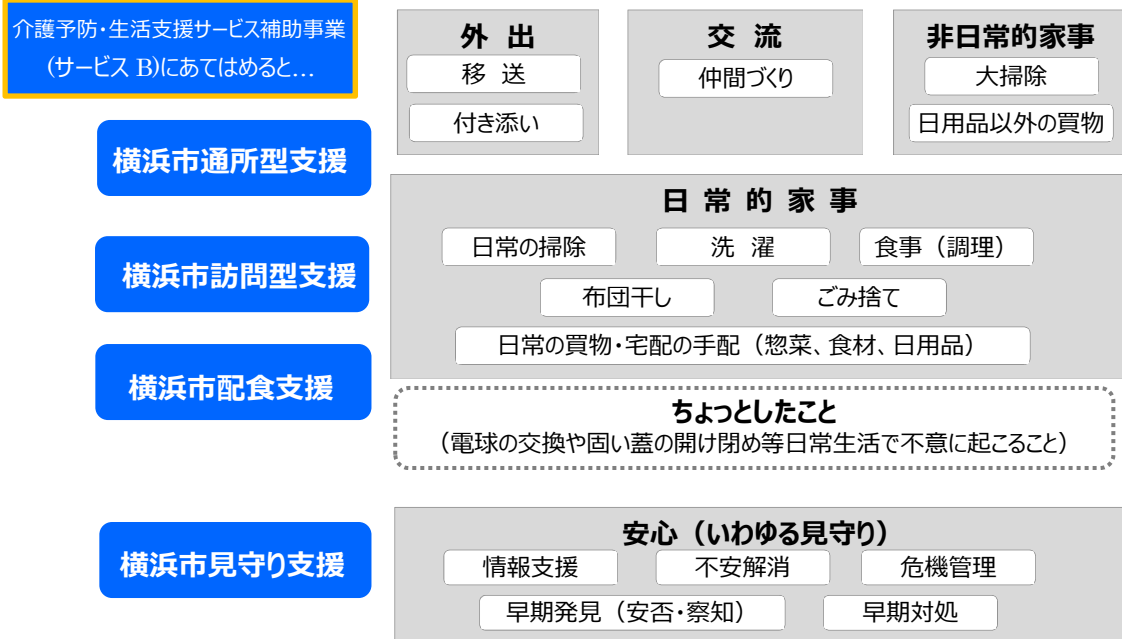 介護予防・生活支援サービス補助事業
(サービス B)にあてはめると…
横浜市通所型支援
横浜市訪問型支援
横浜市配食支援
横浜市見守り支援
外 出
移 送
付き添い
交 流
仲間づくり
非日常的家事
大掃除
日用品以外の買物
日 常 的 家 事
日常の掃除
洗 濯
食事（調理）
布団干し
ごみ捨て
日常の買物・宅配の手配（惣菜、食材、日用品）
ちょっとしたこと
（電球の交換や固い蓋の開け閉め等日常生活で不意に起こること）
安心（いわゆる見守り）
情報支援
不安解消
危機管理
早期発見（安否・察知）
早期対処